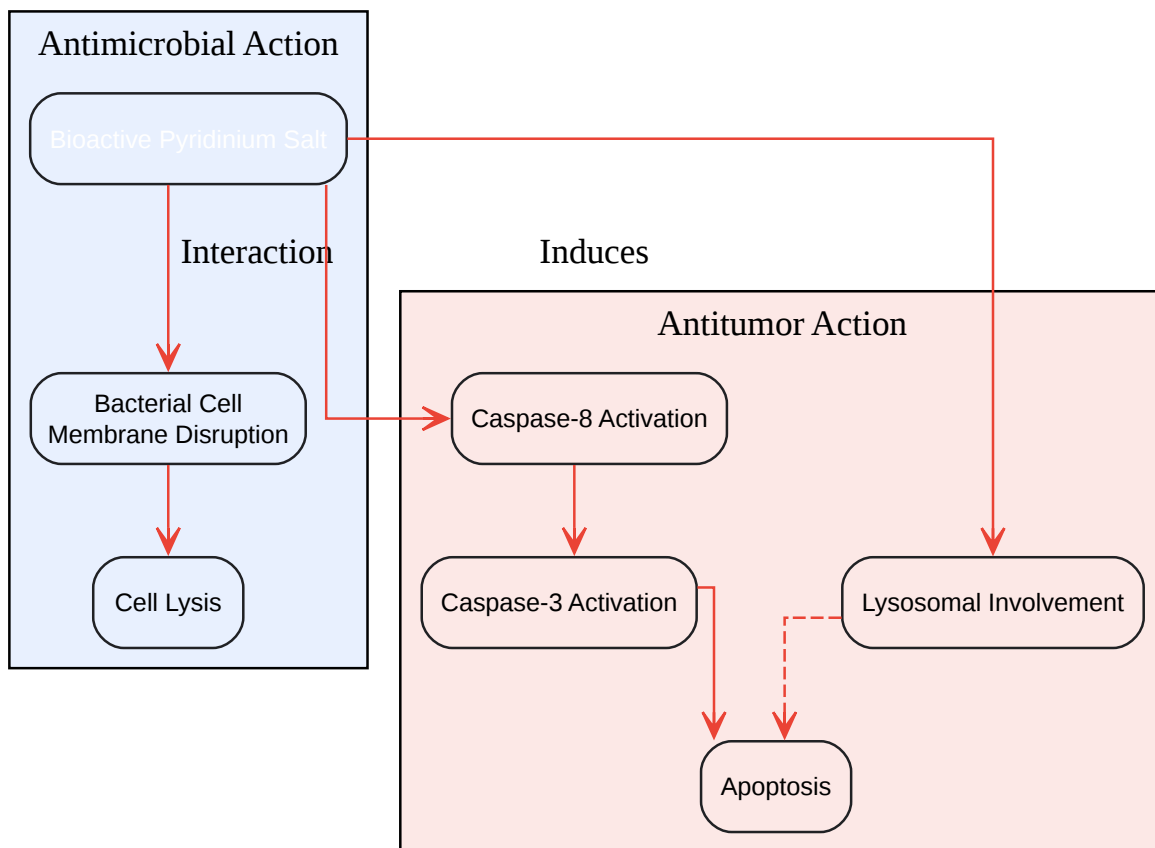 Antimicrobial Action
Bioactive Pyridinium Salt
Interaction
Induces
Antitumor Action
Bacterial Cell
Membrane Disruption
Caspase-8 Activation
Cell Lysis
Caspase-3 Activation
Lysosomal Involvement
Apoptosis